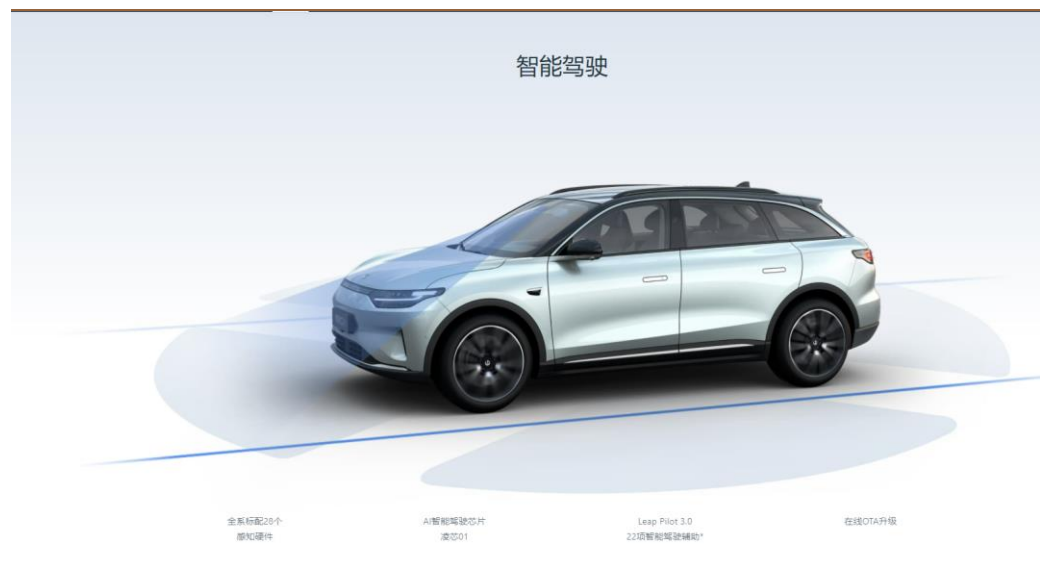 智能驾驶
全系标配28个
感知硬件
AI智能驾驶芯片
凌芯01
Leap Pilot 3.0
22项智能驾驶辅助*
在线OTA升级